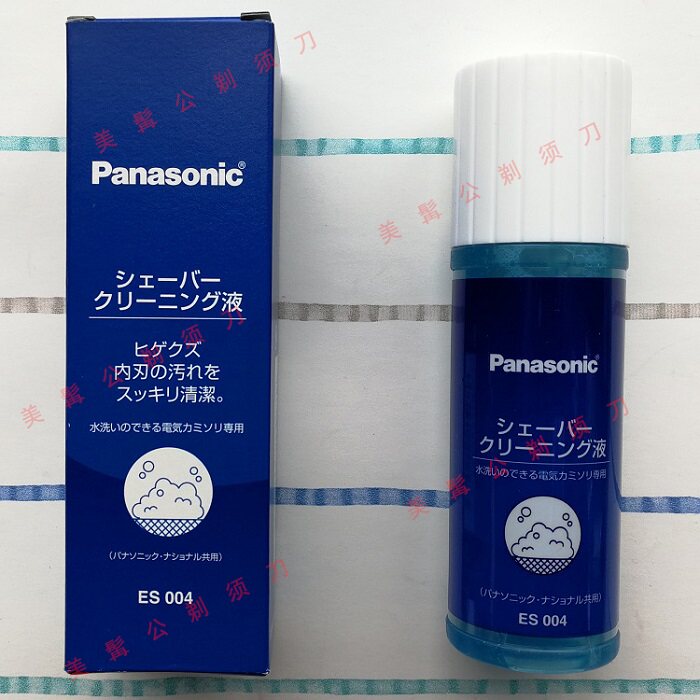 Panasonic®
シェーバー
クリーニング液
ヒゲクズ
内刃の汚れを
スッキリ清潔。
水洗いのできる電気カミソリ専用
(パナソニック・ナショナル共用)
ES 004
Panasonic®
シェーバー
クリーニング液
水洗いのできる電気カミソリ専用
(パナソニック・ナショナル共用)
ES 004
美髯公剃须刀
美髯公剃须刀
美髯公剃须刀
美髯公剃须刀
美髯公剃须刀